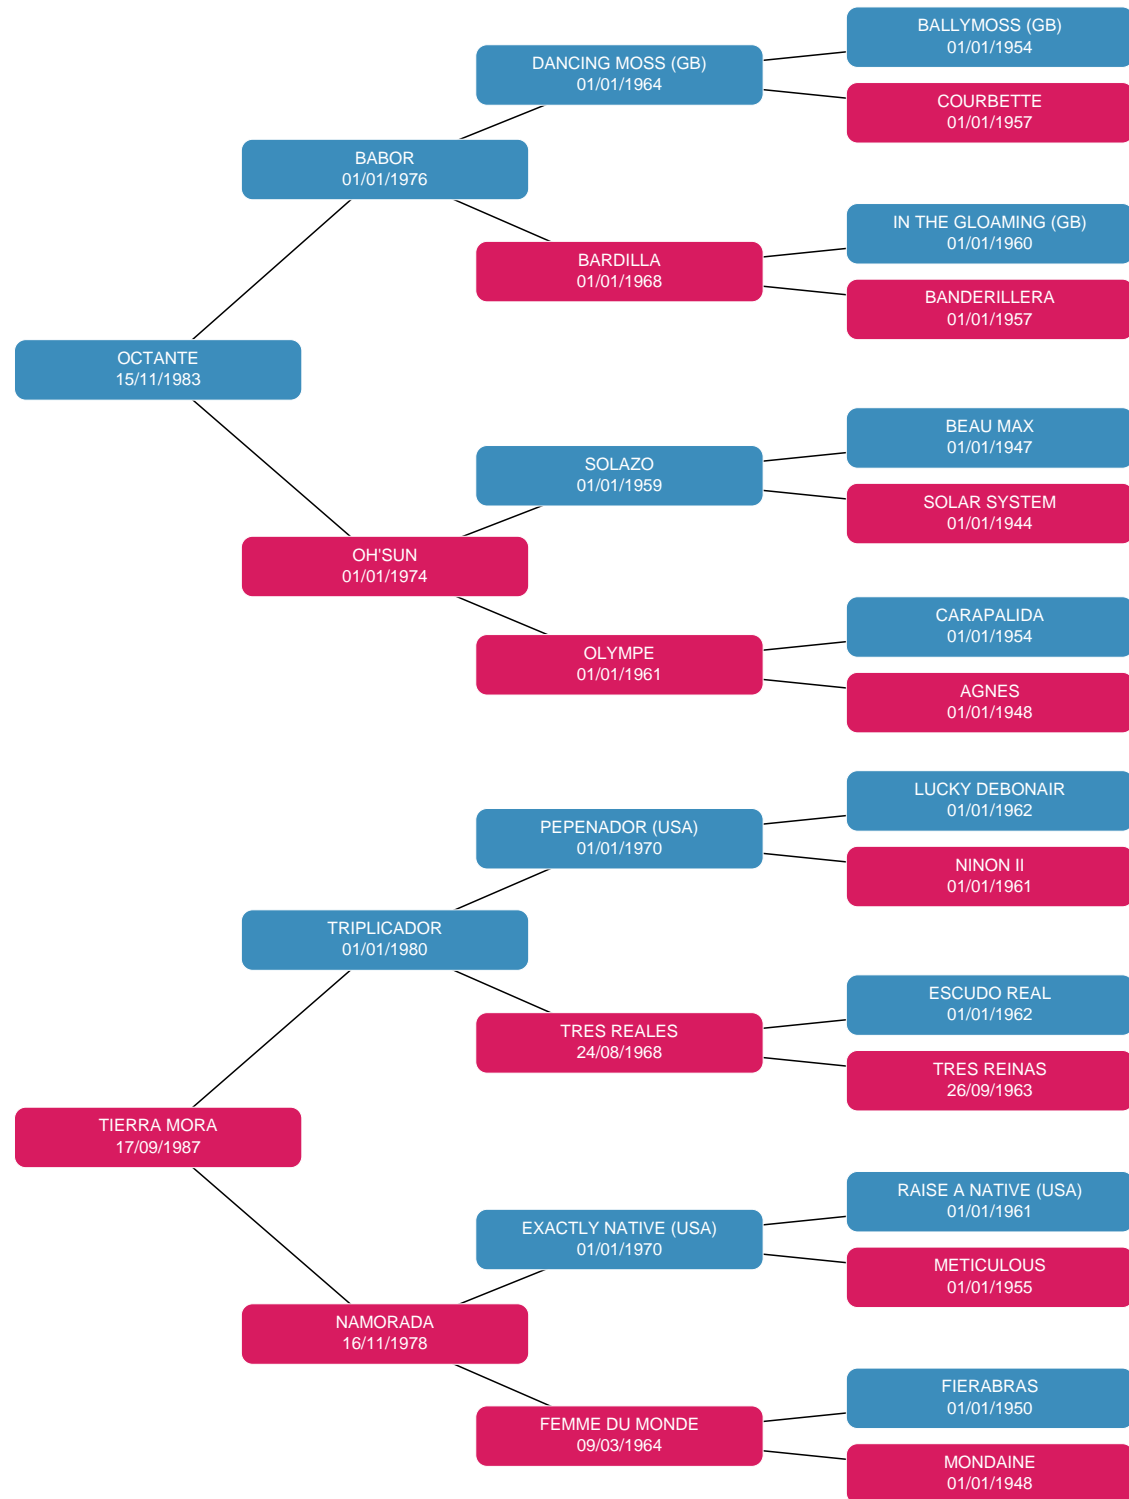 BALLYMOSS (GB)
01/01/1954
DANCING MOSS (GB)
01/01/1964
COURBETTE
01/01/1957
BABOR
01/01/1976
IN THE GLOAMING (GB)
01/01/1960
BARDILLA
01/01/1968
BANDERILLERA
01/01/1957
OCTANTE
15/11/1983
BEAU MAX
01/01/1947
SOLAZO
01/01/1959
SOLAR SYSTEM
01/01/1944
OH'SUN
01/01/1974
CARAPALIDA
01/01/1954
OLYMPE
01/01/1961
AGNES
01/01/1948
LUCKY DEBONAIR
01/01/1962
PEPENADOR (USA)
01/01/1970
NINON II
01/01/1961
TRIPLICADOR
01/01/1980
ESCUDO REAL
01/01/1962
TRES REALES
24/08/1968
TRES REINAS
26/09/1963
TIERRA MORA
17/09/1987
RAISE A NATIVE (USA)
01/01/1961
EXACTLY NATIVE (USA)
01/01/1970
METICULOUS
01/01/1955
NAMORADA
16/11/1978
FIERABRAS
01/01/1950
FEMME DU MONDE
09/03/1964
MONDAINE
01/01/1948